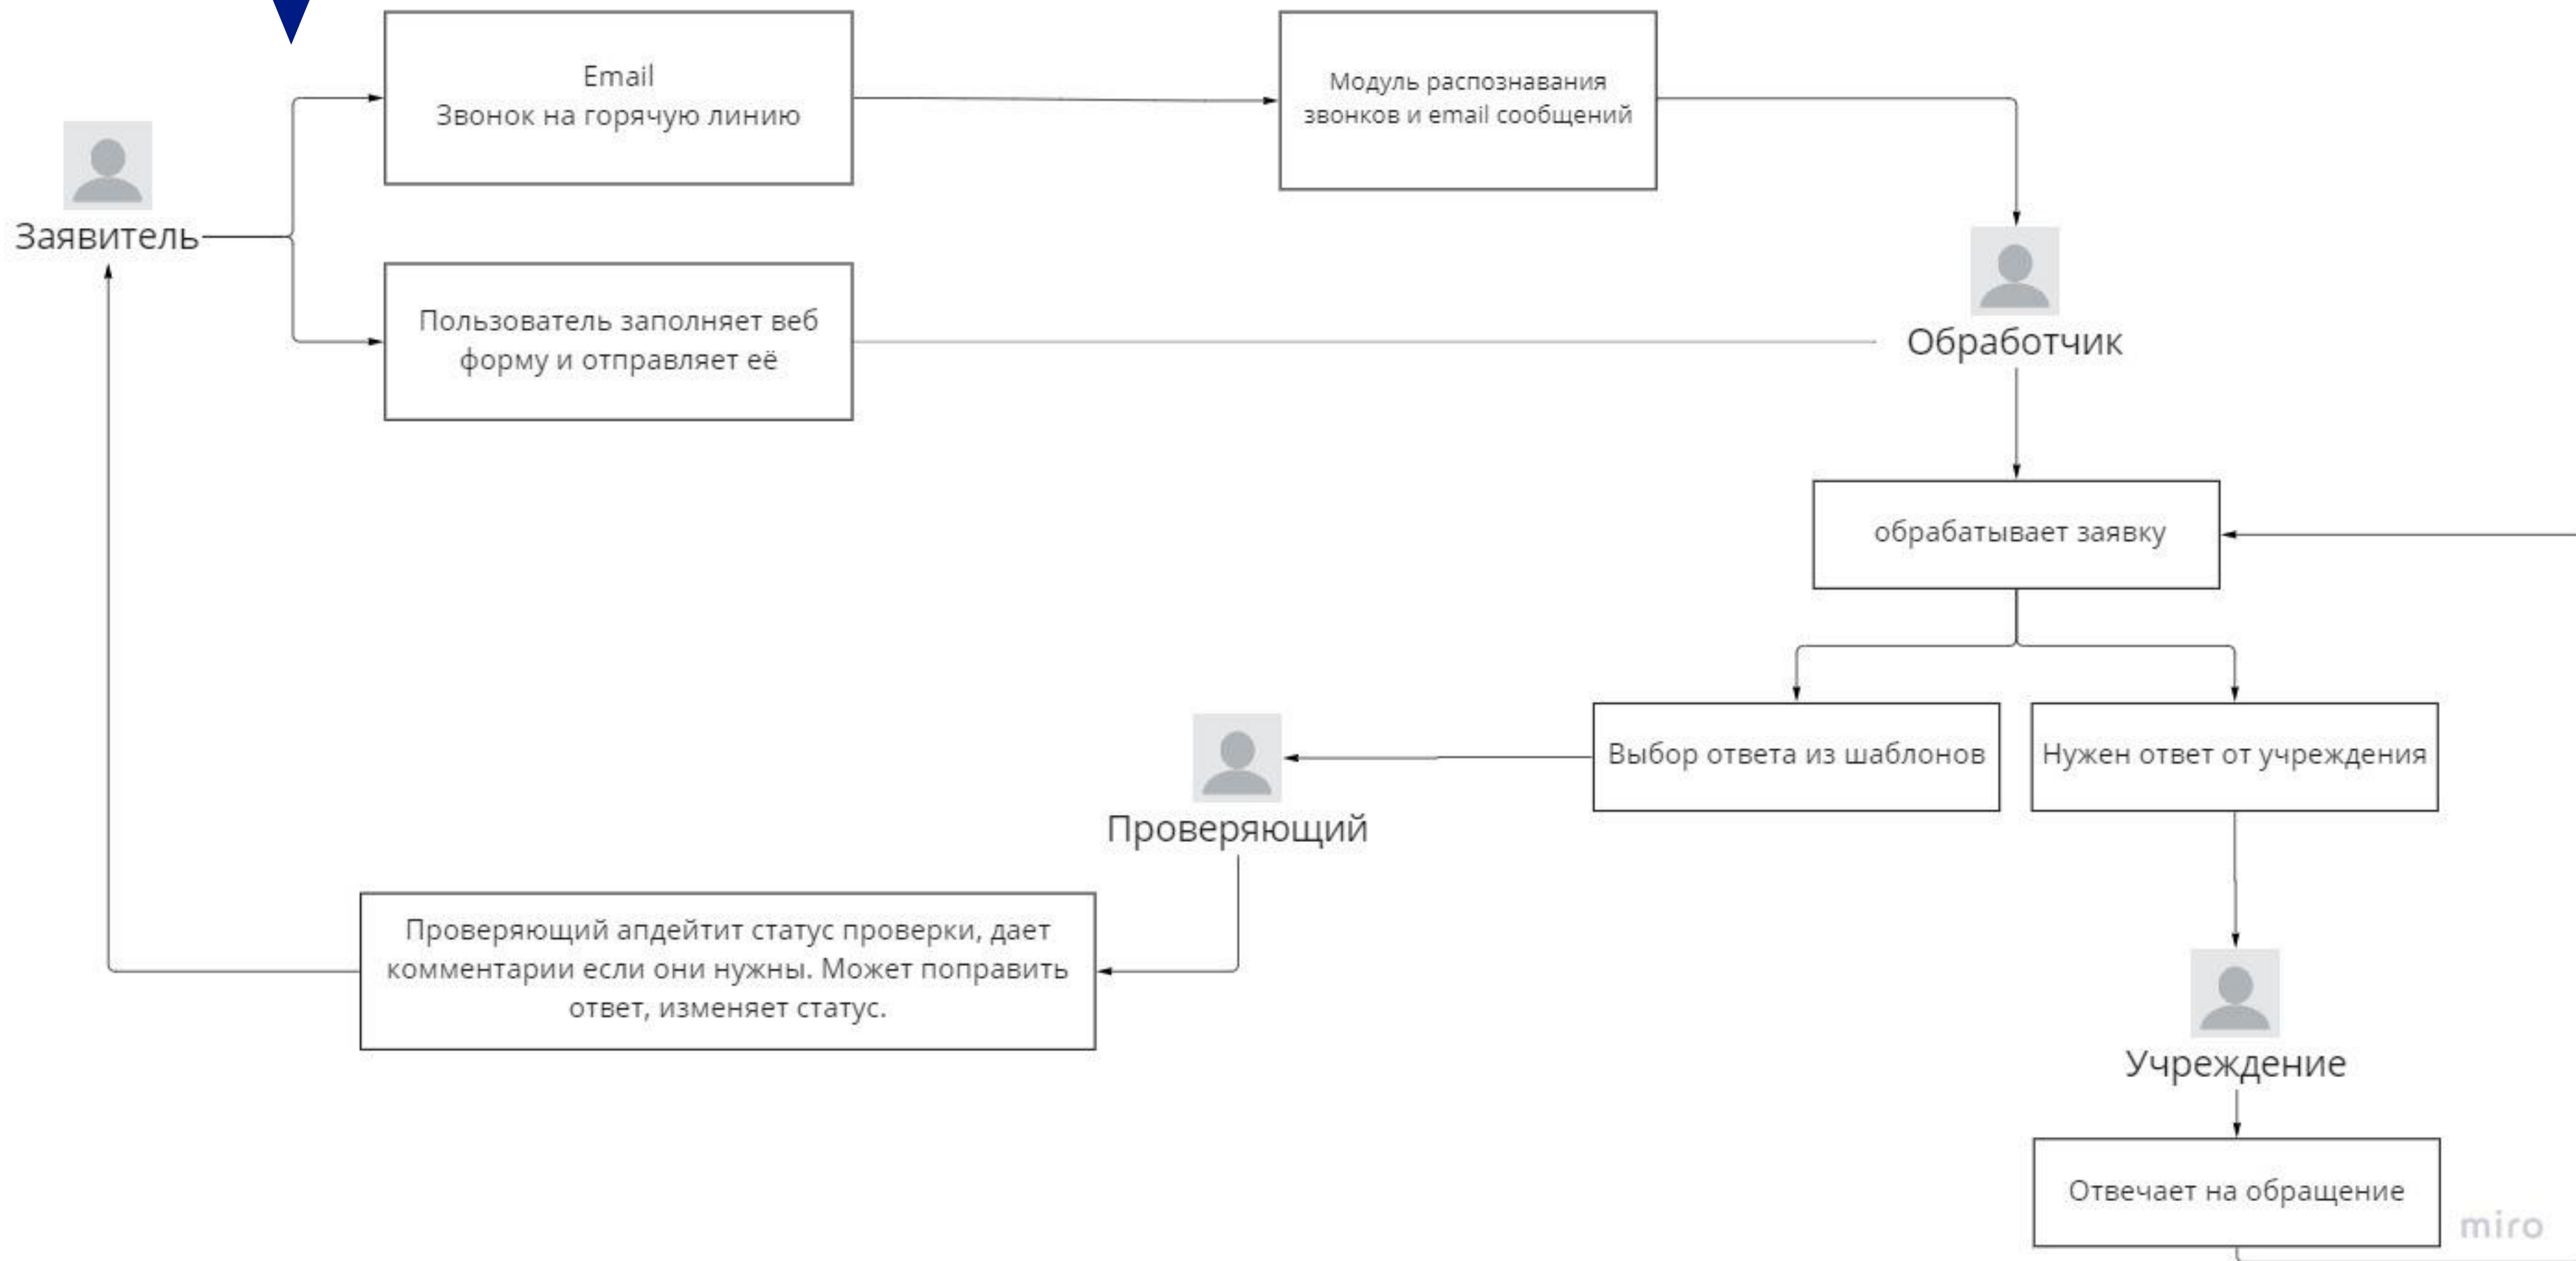 Email
Звонок на горячую линию
Модуль распознавания
звонков и email сообщений
Заявитель
Пользователь заполняет веб
форму и отправляет её
Обработчик
обрабатывает заявку
Выбор ответа из шаблонов
Нужен ответ от учреждения
Проверяющий
Проверяющий апдейтит статус проверки, дает
комментарии если они нужны. Может поправить
ответ, изменяет статус.
Учреждение
Отвечает на обращение
miro